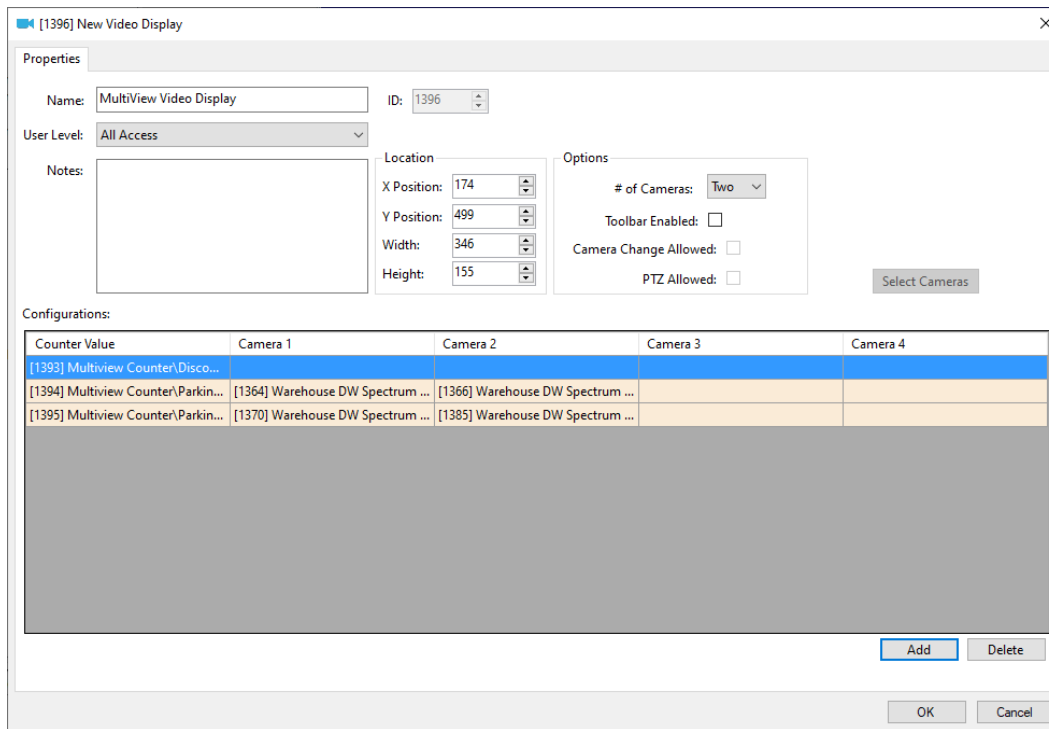 [1396] New Video Display
Properties
Name: MultiView Video Display ID: 1396
User Level: All Access
Notes:
Location
X Position: 174
Y Position: 499
Width: 346
Height: 155
Options
# of Cameras: Two
Toolbar Enabled:
Camera Change Allowed:
PTZ Allowed:
Select Cameras
Configurations:
Counter Value Camera 1 Camera 2 Camera 3 Camera 4
[1393] Multiview Counter\Disco...
[1394] Multiview Counter\Parkin... [1364] Warehouse DW Spectrum ... [1366] Warehouse DW Spectrum ...
[1395] Multiview Counter\Parkin... [1370] Warehouse DW Spectrum ... [1385] Warehouse DW Spectrum ...
Add Delete
OK Cancel